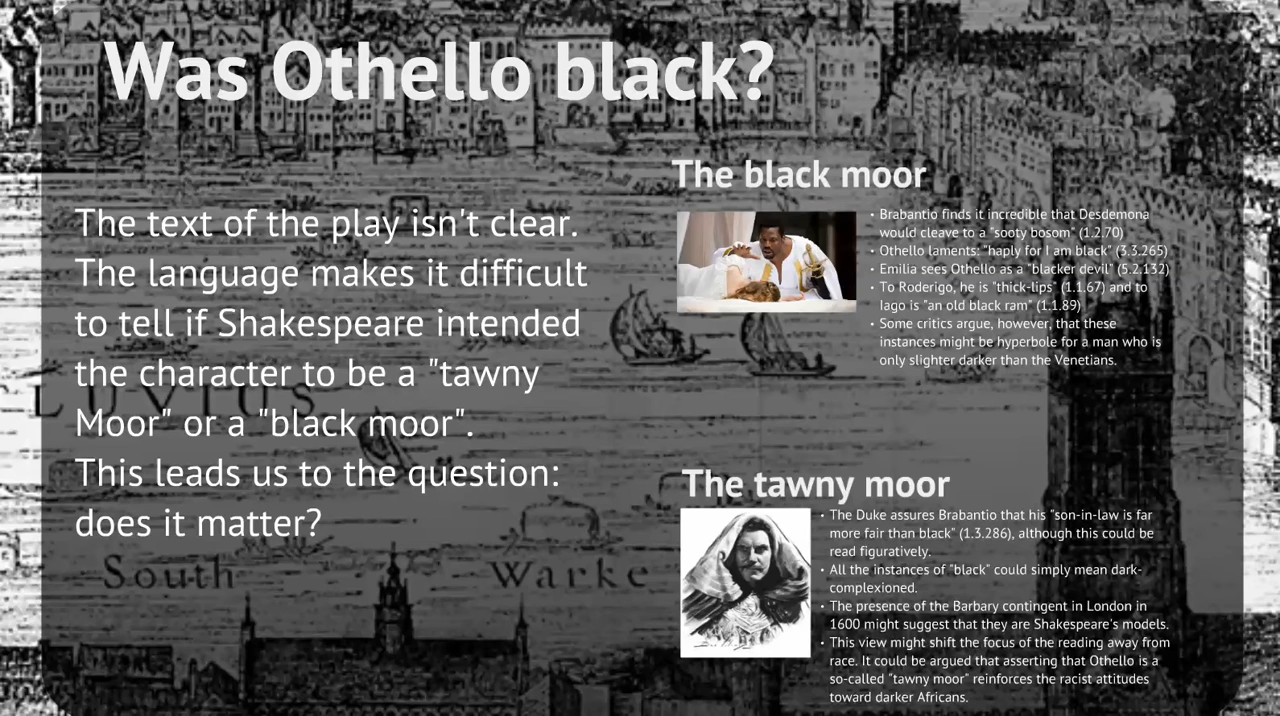 Was Othello black?
The text of the play isn't clear.
The language makes it difficult
to tell if Shakespeare intended
the character to be a "tawny
Moor" or a "black moor".
This leads us to the question:
does it matter?
The black moor
• Brabantio finds it incredible that Desdemona
would cleave to a "sooty bosom" (1.2.70)
• Othello laments: "haply for I am black" (3.3.265)
• Emilia sees Othello as a "blacker devil" (5.2.132)
• To Roderigo, he is "thick-lips" (1.1.67) and to
Iago is "an old black ram" (1.1.89)
• Some critics argue, however, that these
instances might be hyperbole for a man who is
only slighter darker than the Venetians.
The tawny moor
• The Duke assures Brabantio that his "son-in-law is far
more fair than black" (1.3.286), although this could be
read figuratively.
• All the instances of "black" could simply mean dark-
complexioned.
• The presence of the Barbary contingent in London in
1600 might suggest that they are Shakespeare's models.
• This view might shift the focus of the reading away from
race. It could be argued that asserting that Othello is a
so-called "tawny moor" reinforces the racist attitudes
toward darker Africans.
LUVIUS
South Warke